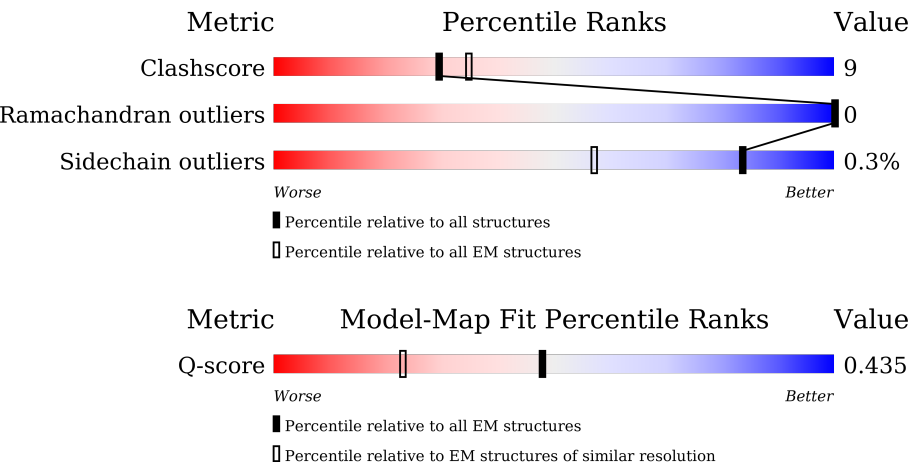 Metric Percentile Ranks Value
Clashscore 9
Ramachandran outliers 0
Sidechain outliers 0.3%
Worse Better
Percentile relative to all structures
Percentile relative to all EM structures
Metric Model-Map Fit Percentile Ranks Value
Q-score 0.435
Worse Better
Percentile relative to all EM structures
Percentile relative to EM structures of similar resolution